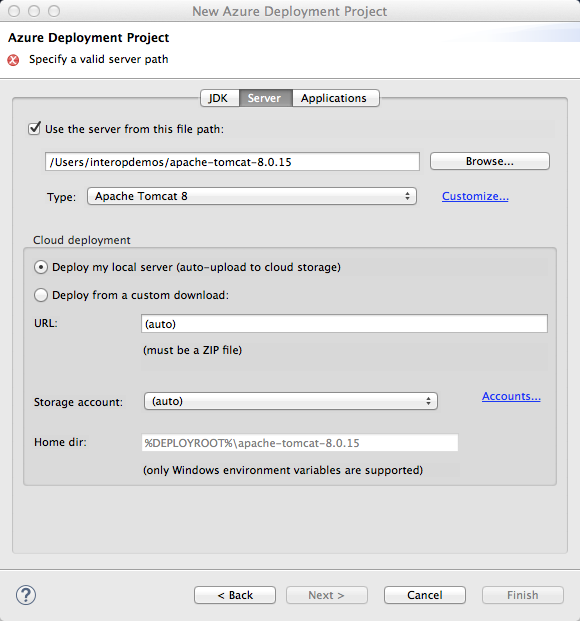 New Azure Deployment Project
Azure Deployment Project
Specify a valid server path
JDK Server Applications
Use the server from this file path:
/Users/interopdemos/apache-tomcat-8.0.15 Browse...
Type: Apache Tomcat 8 Customize...
Cloud deployment
Deploy my local server (auto-upload to cloud storage)
Deploy from a custom download:
URL: (auto)
(must be a ZIP file)
Storage account: (auto) Accounts...
Home dir: %DEPLOYROOT%\apache-tomcat-8.0.15
(only Windows environment variables are supported)
? < Back Next > Cancel Finish